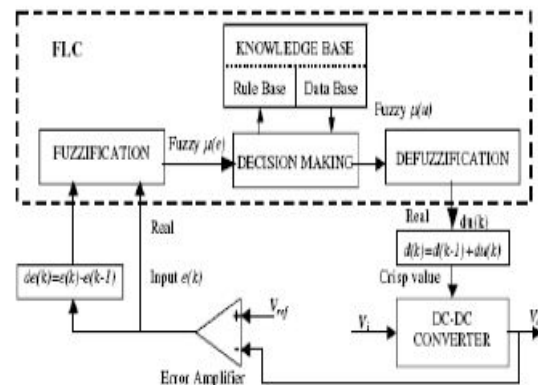 FLC
KNOWLEDGE BASE
Rule Base
Data Base
Fuzzy μ(u)
FUZZIFICATION
Fuzzy μ(e)
DECISION MAKING
DEFUZZIFICATION
Real
Real
du(k)
de(k)=e(k)-e(k-1)
Input e(k)
d(k)=d(k-1)+du(k)
Crisp value
Vref
+
-
Vi
DC-DC
CONVERTER
Error Amplifier